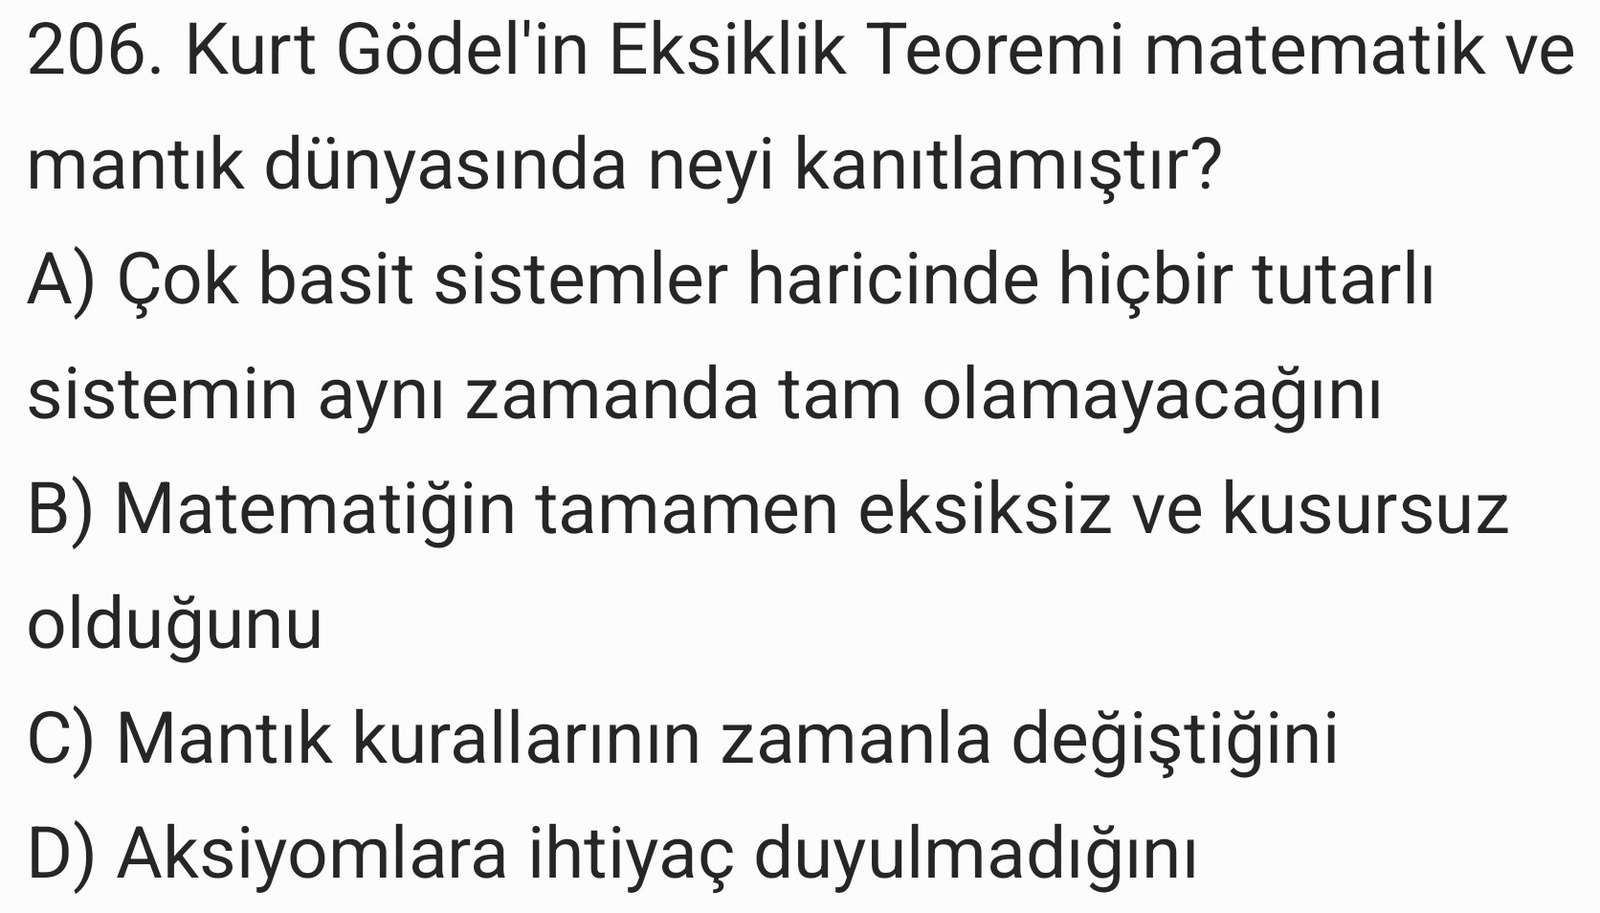 206. Kurt Gödel'in Eksiklik Teoremi matematik ve
mantık dünyasında neyi kanıtlamıştır?
A) Çok basit sistemler haricinde hiçbir tutarlı
sistemin aynı zamanda tam olamayacağını
B) Matematiğin tamamen eksiksiz ve kusursuz
olduğunu
C) Mantık kurallarının zamanla değiştiğini
D) Aksiyomlara ihtiyaç duyulmadığını